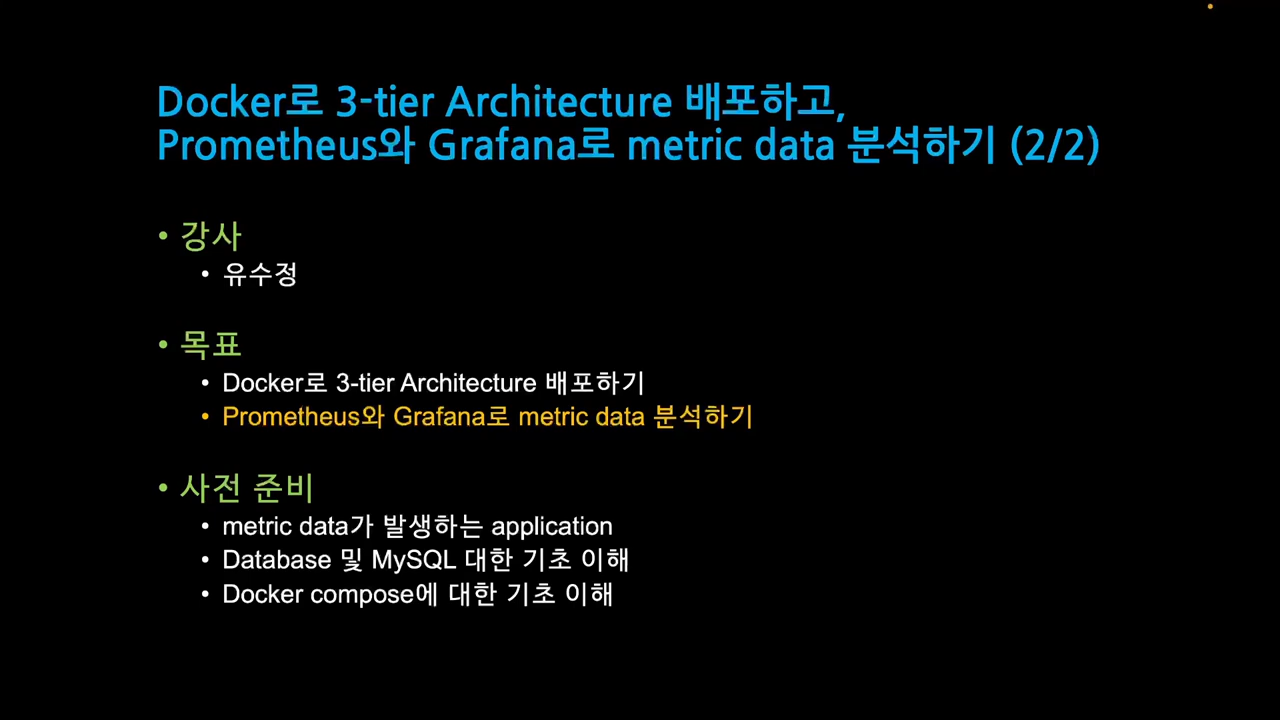 Docker로 3-tier Architecture 배포하고,
Prometheus와 Grafana로 metric data 분석하기 (2/2)
• 강사
• 유수정
• 목표
• Docker로 3-tier Architecture 배포하기
• Prometheus와 Grafana로 metric data 분석하기
• 사전 준비
• metric data가 발생하는 application
• Database 및 MySQL 대한 기초 이해
• Docker compose에 대한 기초 이해